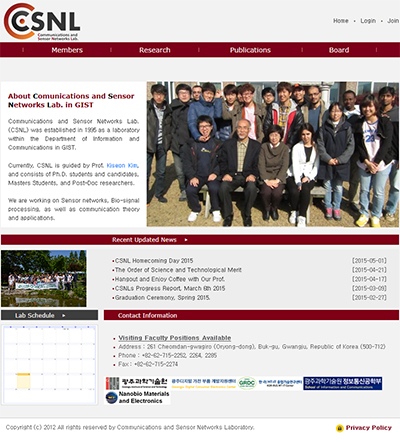 CSNL
Communications and
Sensor Networks Lab.
Home • Login • Join
Members
Research
Publications
Board
About Comunications and Sensor
Networks Lab. in GIST
Communications and Sensor Networks Lab.
(CSNL) was established in 1995 as a laboratory
within the Department of Information and
Communications in GIST.
Currently, CSNL is guided by Prof. Kiseon Kim,
and consists of Ph.D. students and candidates,
Masters Students, and Post-Doc researchers.
We are working on Sensor networks, Bio-signal
processing, as well as communication theory
and applications.
Recent Updated News
• CSNL Homecoming Day 2015 [2015-05-01]
• The Order of Science and Technological Merit [2015-04-21]
• Hangout and Enjoy Coffee with Our Prof. [2015-04-17]
• CSNLs Progress Report, March 6th 2015 [2015-03-09]
• Graduation Ceremony, Spring 2015. [2015-02-27]
Lab Schedule
Contact Information
• Visiting Faculty Positions Available
• Address : 261 Cheomdan-gwagiro (Oryong-dong), Buk-gu, Gwangju, Republic of Korea (500-712)
• Phone : +82-62-715-2252, 2264, 2285
• Fax : +82-62-715-2274
광주과학기술원
GRDC
광주과학기술원 정보통신공학부
School of Information and Communications
Nanobio Materials
and Electronics
Copyright (c) 2012 All rights reserved by Communications and Sensor Networks Laboratory.
Privacy Policy